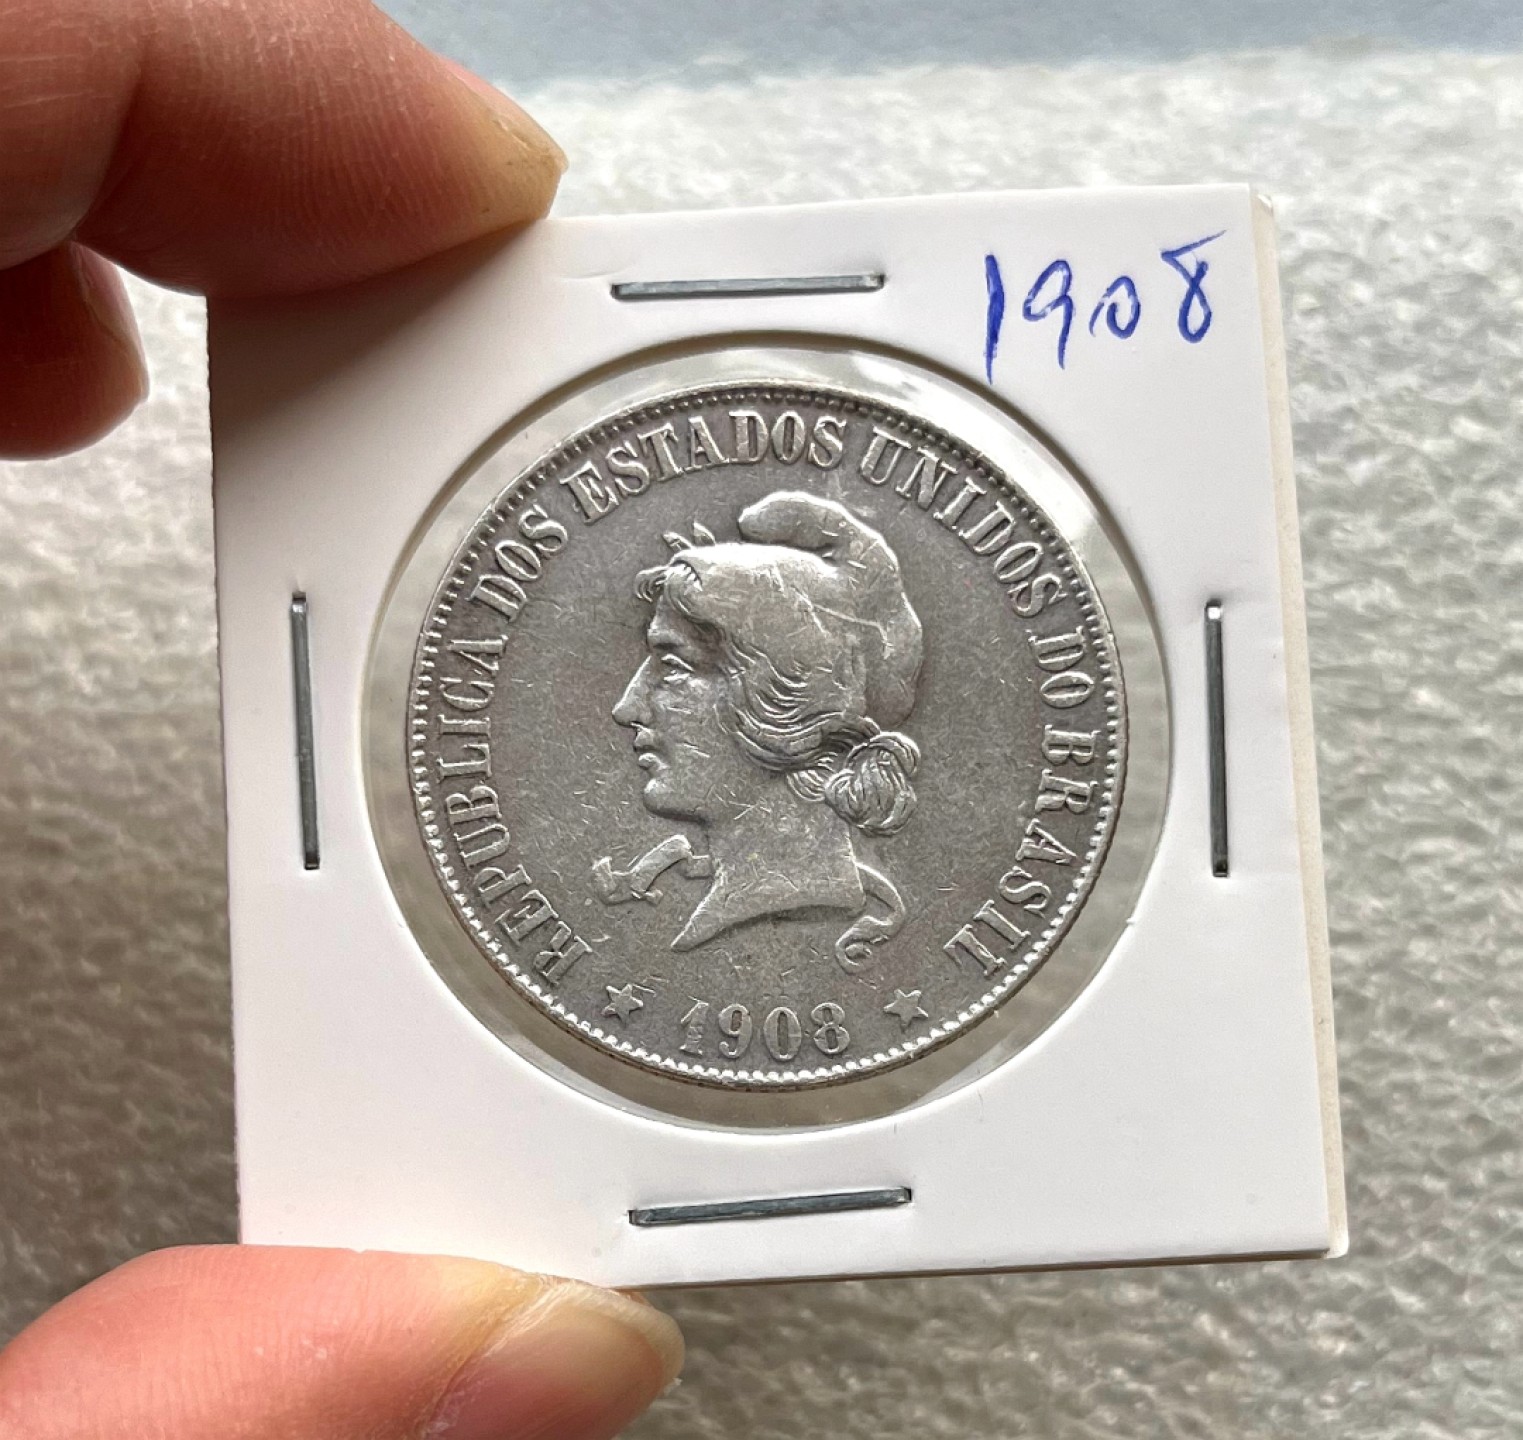 1908
REPUBLICA DOS ESTADOS UNIDOS DO BRASIL
★ 1908 ★